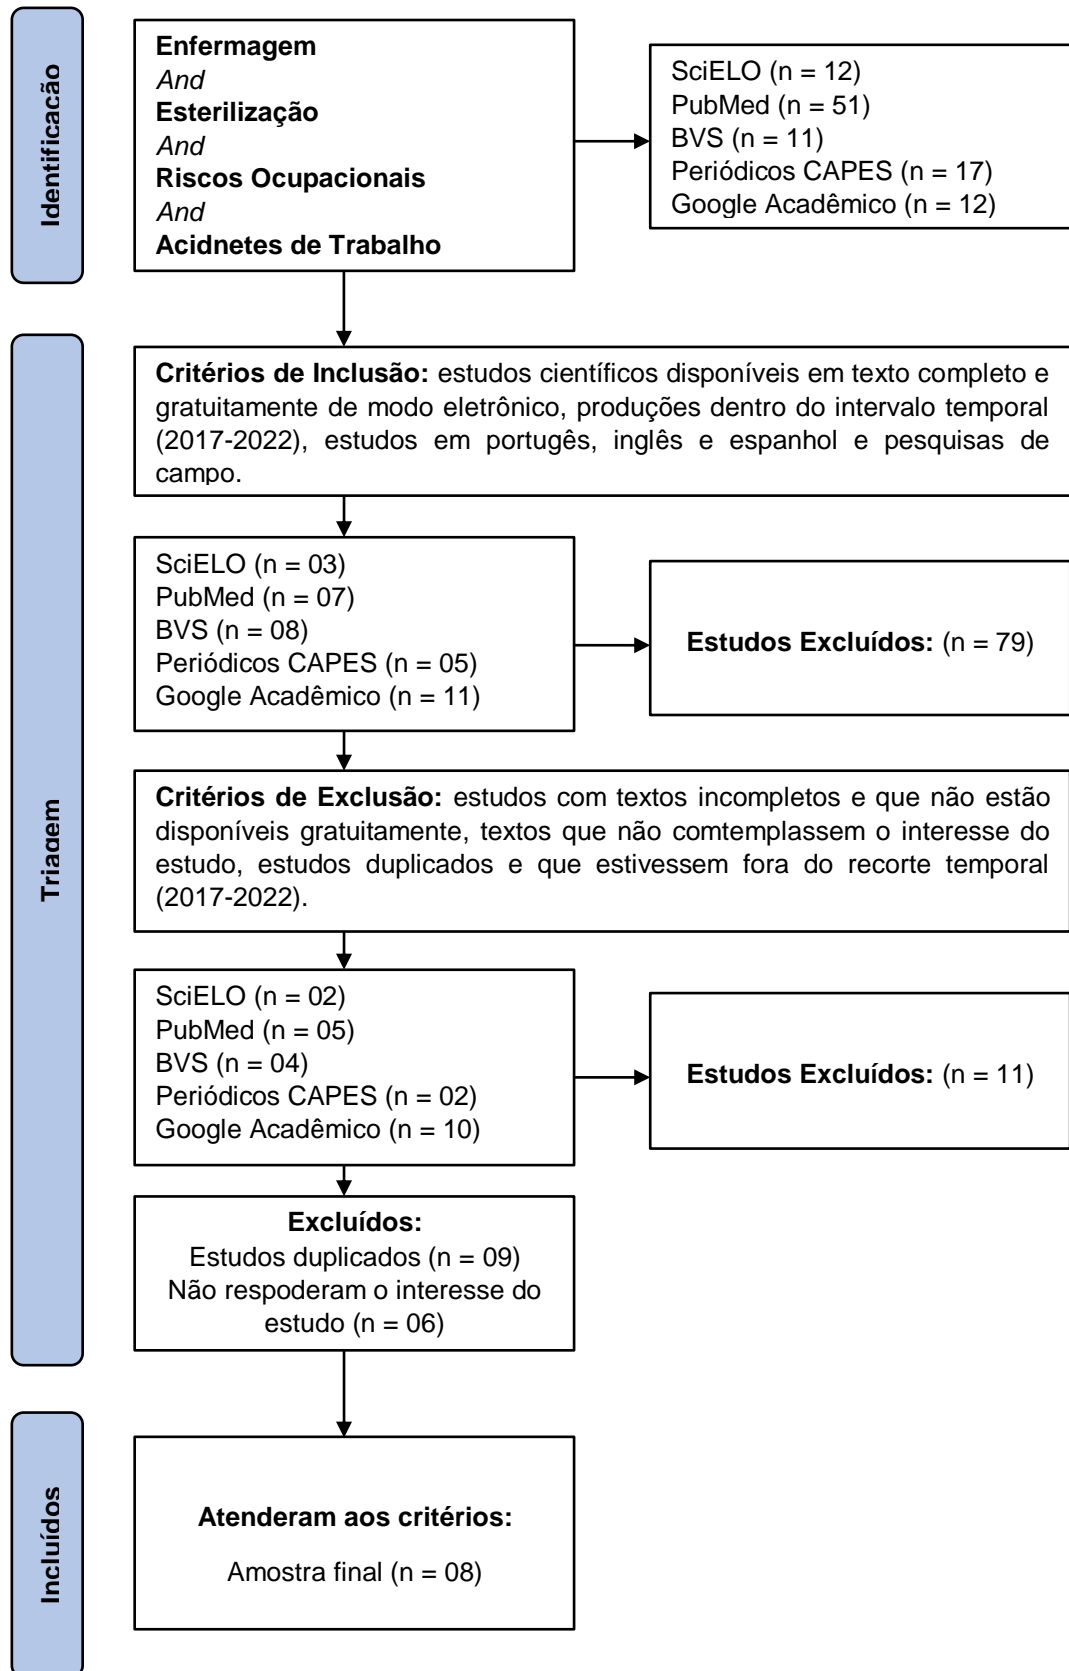 Identificação
Enfermagem
And
Esterilização
And
Riscos Ocupacionais
And
Acidnetes de Trabalho
SciELO (n = 12)
PubMed (n = 51)
BVS (n = 11)
Periódicos CAPES (n = 17)
Google Acadêmico (n = 12)
Triagem
Critérios de Inclusão: estudos científicos disponíveis em texto completo e
gratuitamente de modo eletrônico, produções dentro do intervalo temporal
(2017-2022), estudos em portugês, inglês e espanhol e pesquisas de
campo.
SciELO (n = 03)
PubMed (n = 07)
BVS (n = 08)
Periódicos CAPES (n = 05)
Google Acadêmico (n = 11)
Estudos Excluídos: (n = 79)
Critérios de Exclusão: estudos com textos incompletos e que não estão
disponíveis gratuitamente, textos que não comtemplassem o interesse do
estudo, estudos duplicados e que estivessem fora do recorte temporal
(2017-2022).
SciELO (n = 02)
PubMed (n = 05)
BVS (n = 04)
Periódicos CAPES (n = 02)
Google Acadêmico (n = 10)
Estudos Excluídos: (n = 11)
Excluídos:
Estudos duplicados (n = 09)
Não respoderam o interesse do
estudo (n = 06)
Incluídos
Atenderam aos critérios:
Amostra final (n = 08)